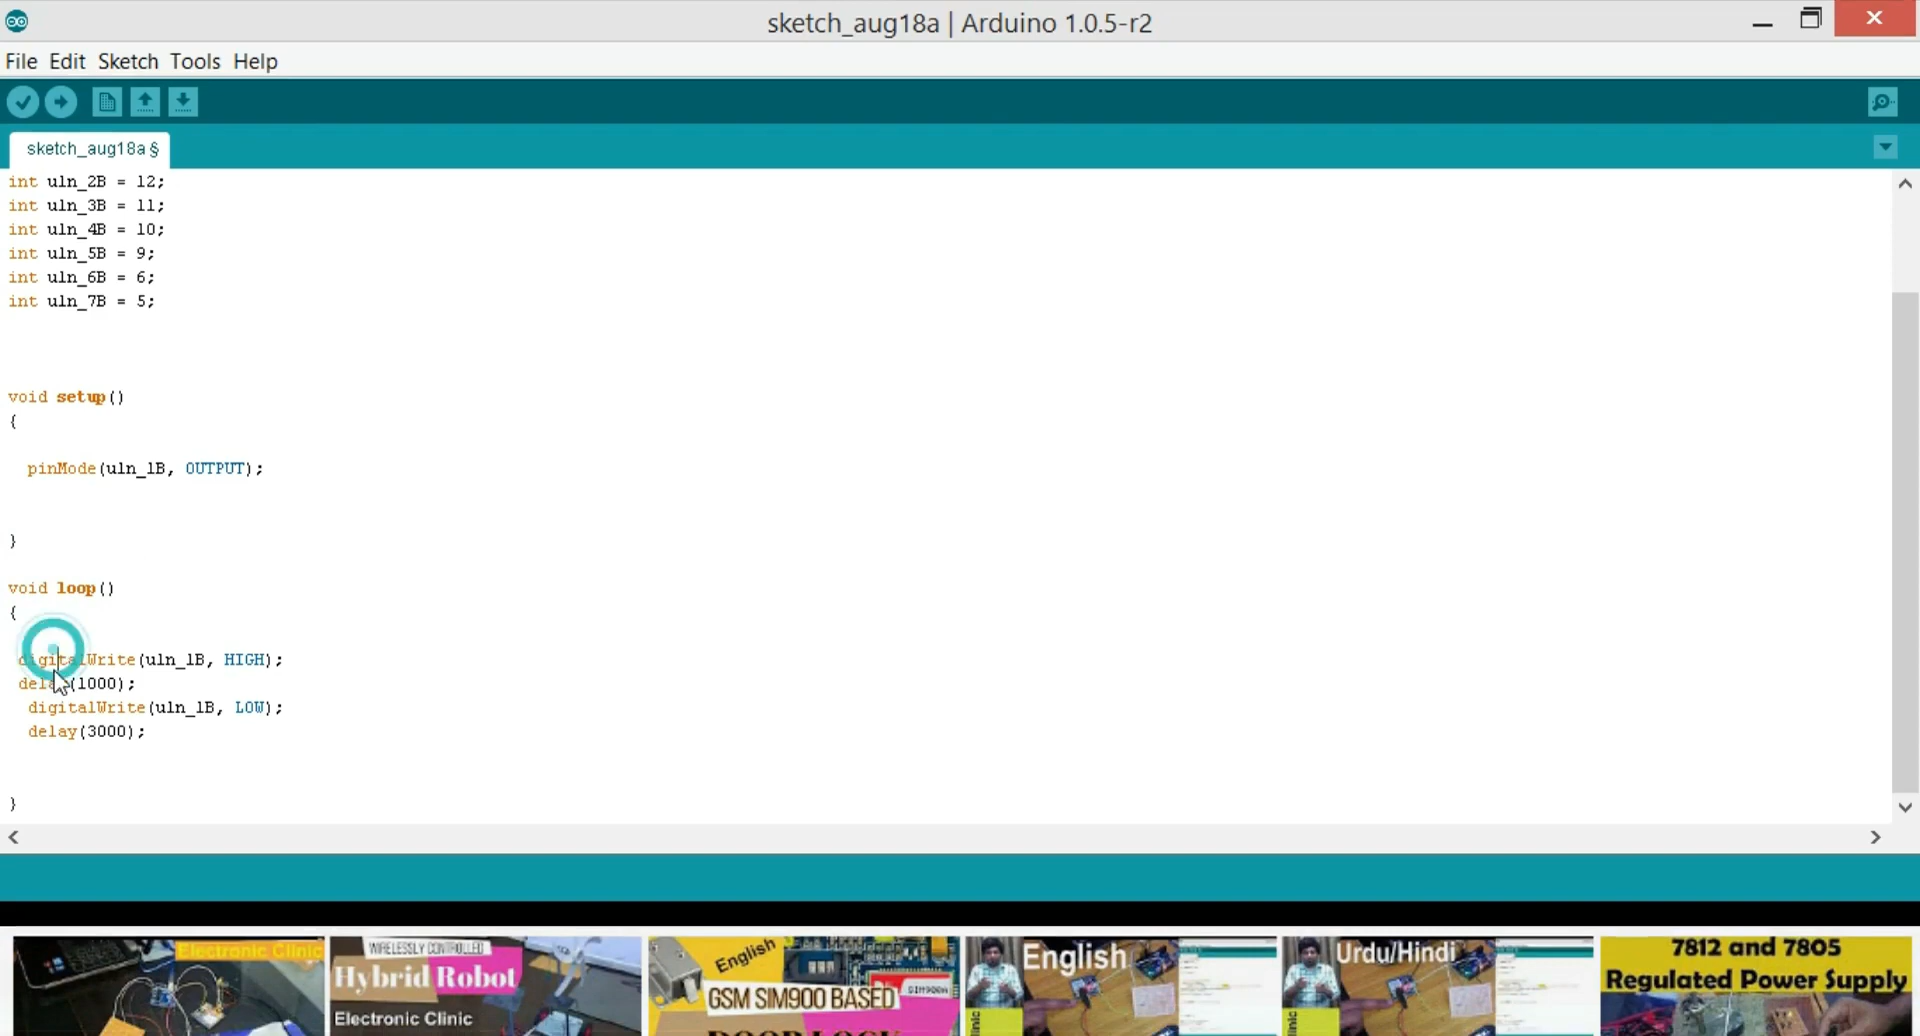 sketch_aug18a | Arduino 1.0.5-r2
File Edit Sketch Tools Help
sketch_aug18a §
int uln_2B = 12;
int uln_3B = 11;
int uln_4B = 10;
int uln_5B = 9;
int uln_6B = 6;
int uln_7B = 5;
void setup()
{
pinMode(uln_1B, OUTPUT);
}
void loop()
{
digitalWrite(uln_1B, HIGH);
delay(1000);
digitalWrite(uln_1B, LOW);
delay(3000);
}
Electronic Clinic
WIRELESSLY CONTROLLED
Hybrid Robot
Electronic Clinic
English
GSM SIM900 BASED
DOOR LOCK
SIM900A
English
Urdu/Hindi
7812 and 7805
Regulated Power Supply